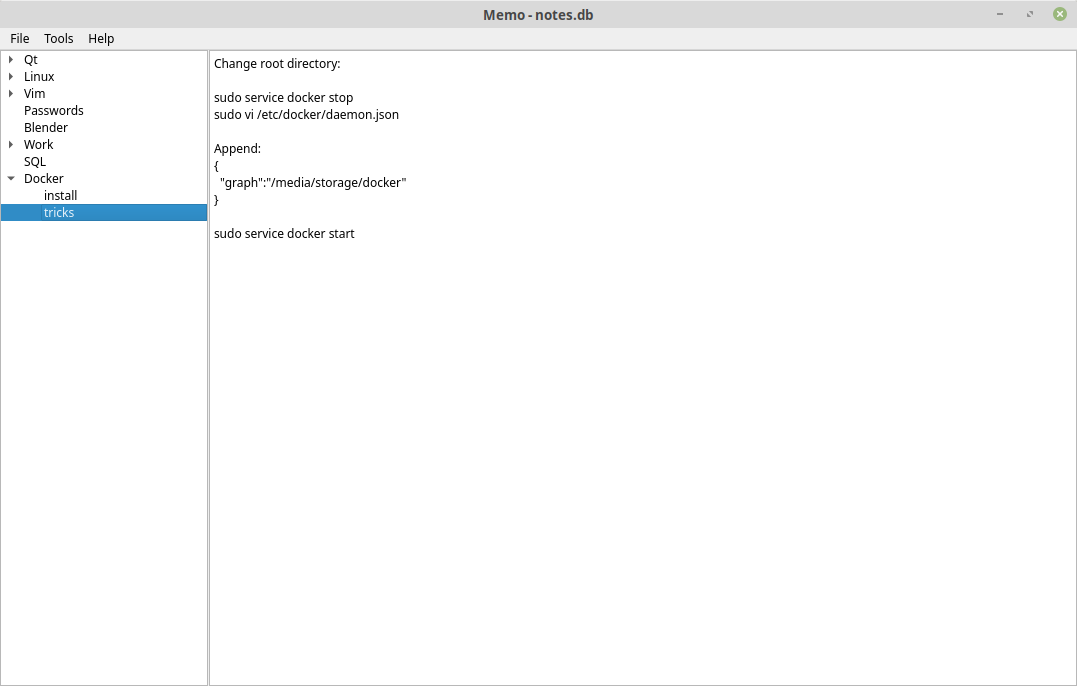 Memo - notes.db
File Tools Help
Qt
Linux
Vim
Passwords
Blender
Work
SQL
Docker
install
tricks
Change root directory:
sudo service docker stop
sudo vi /etc/docker/daemon.json
Append:
{
"graph":"/media/storage/docker"
}
sudo service docker start